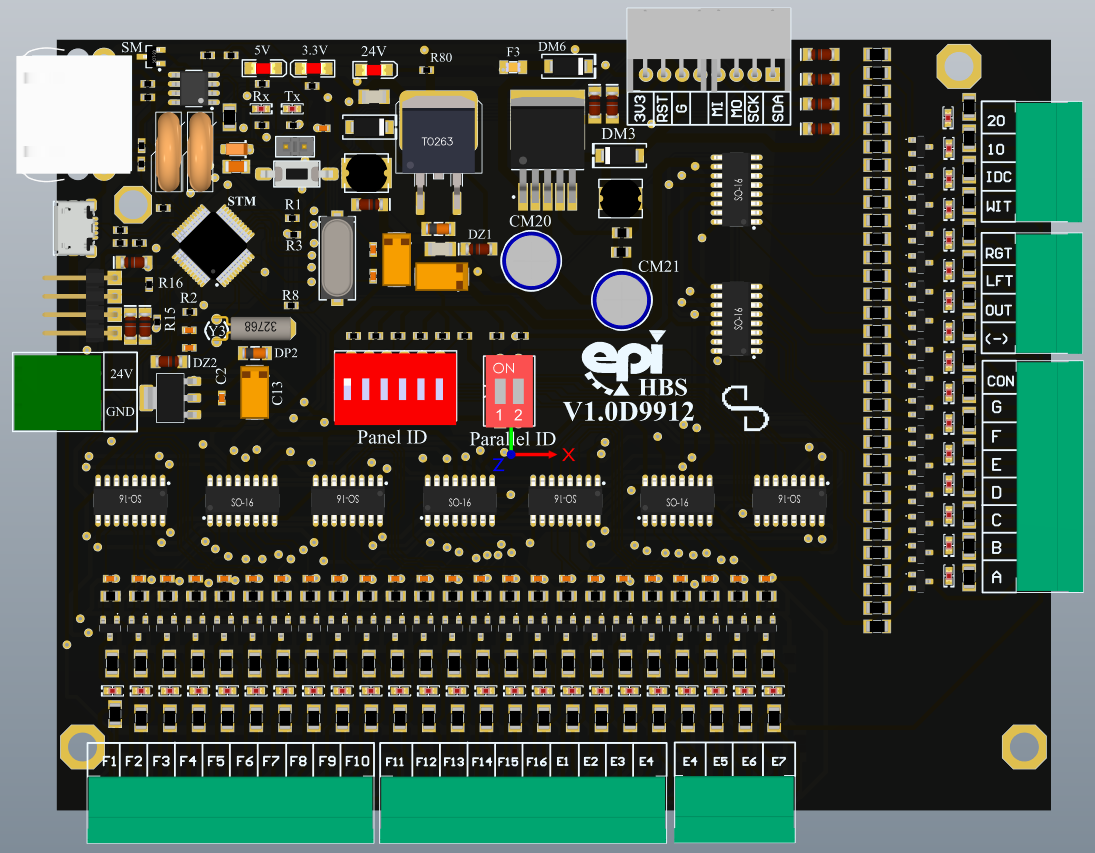 SM
5V
3.3V
24V
R80
F3
DM6
Rx
Tx
TO263
3V3
RST
G
MI
MO
SCK
SDA
DM3
20
10
IDC
WIT
STM
R1
R3
CM20
DZ1
SO-16
RGT
LFT
OUT
(-)
CM21
R16
R2
R15
R8
Y3
32768
SO-16
DZ2
DP2
24V
GND
C2
C13
ON
1 2
Panel ID
Parallel ID
epi
HBS
V1.0D9912
X
Z
CON
G
F
E
D
C
B
A
SO-16
SO-16
SO-16
SO-16
SO-16
SO-16
SO-16
F1 F2 F3 F4 F5 F6 F7 F8 F9 F10
F11 F12 F13 F14 F15 F16 E1 E2 E3 E4
E4 E5 E6 E7